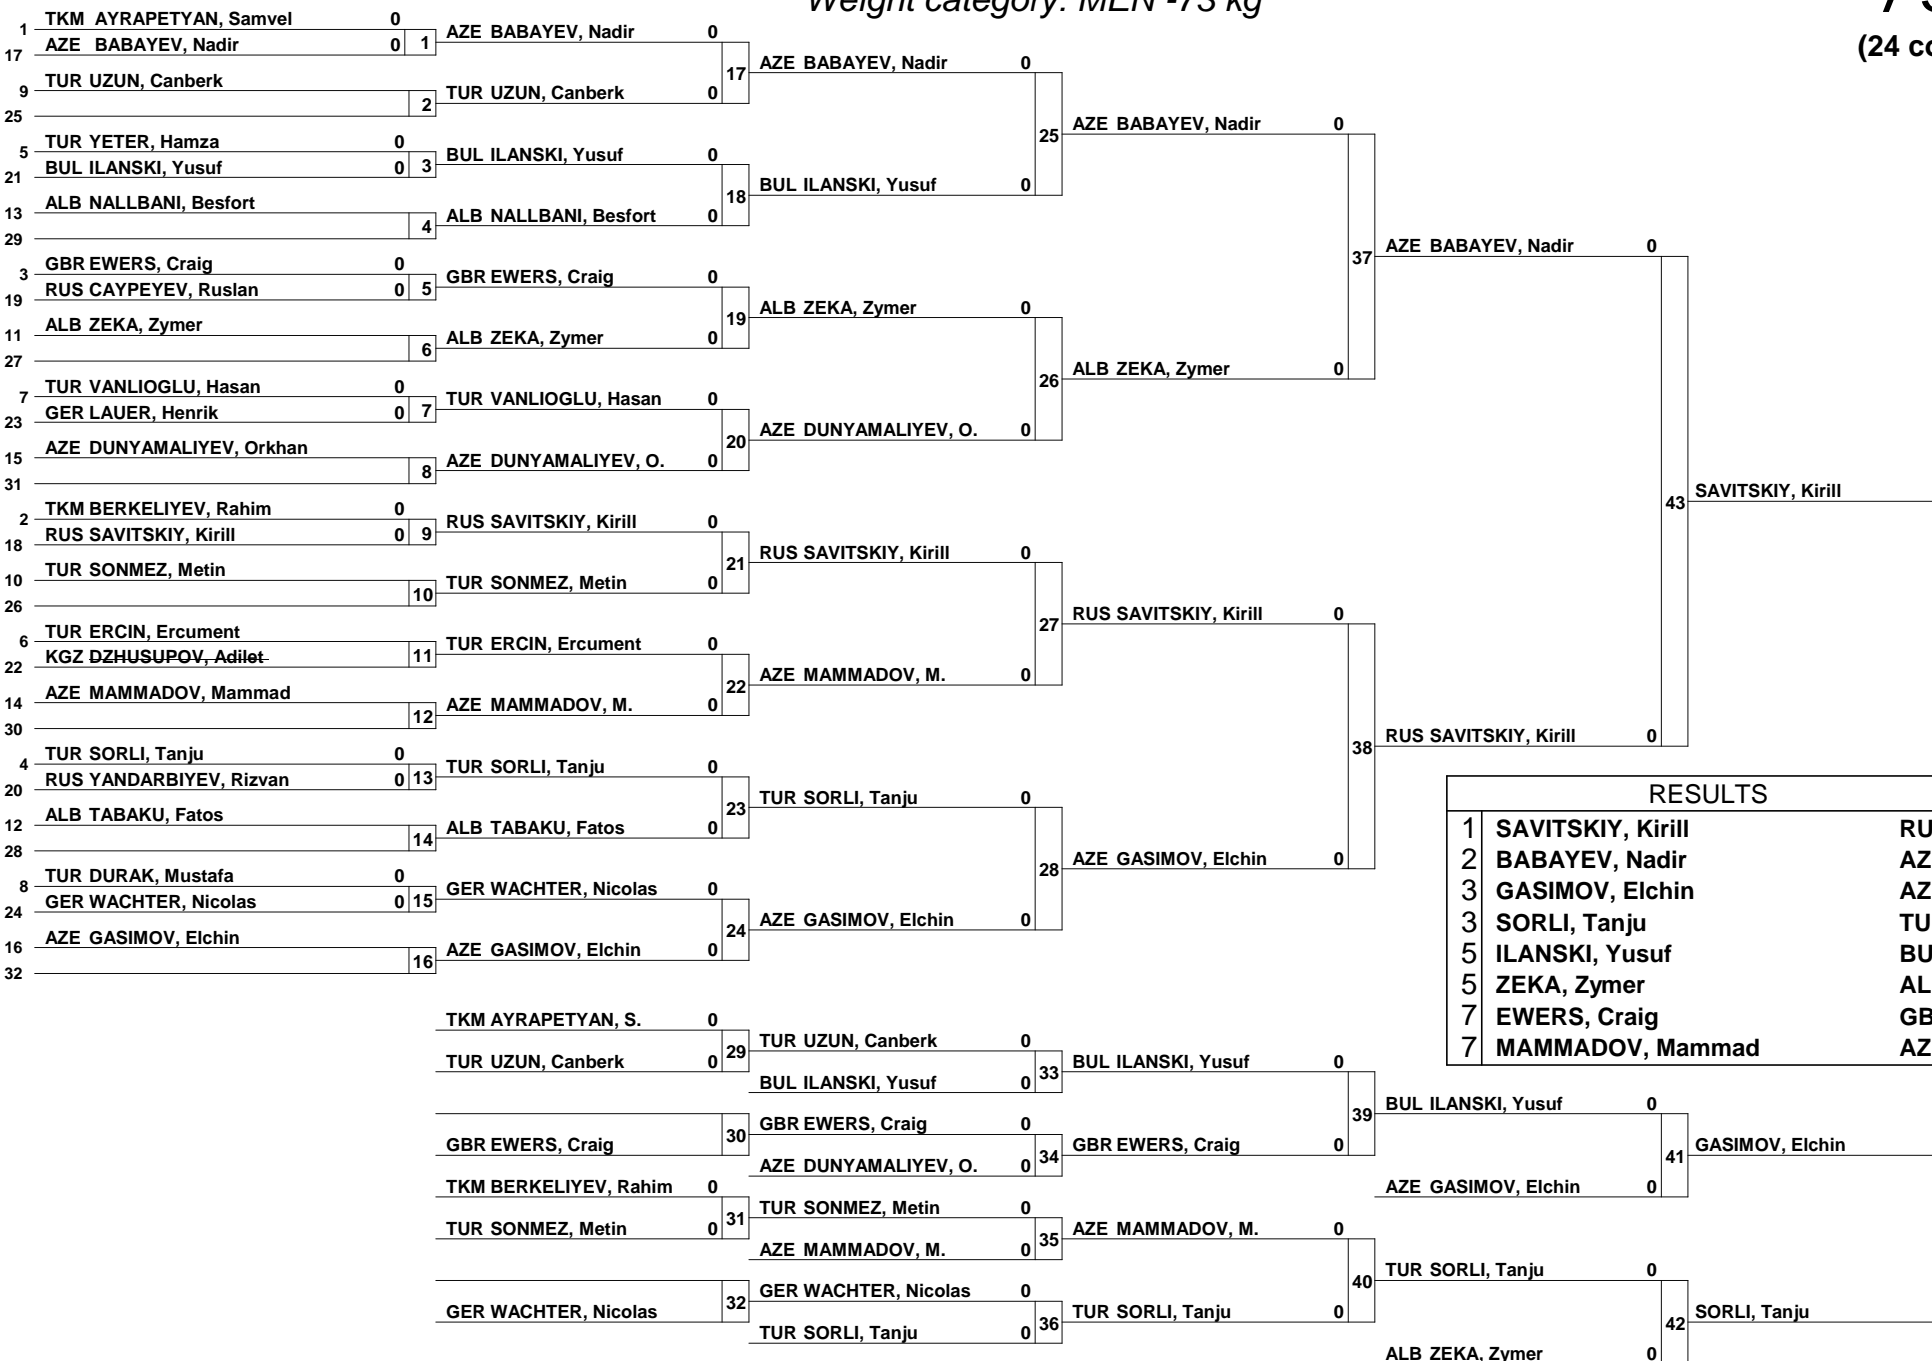 Weight category: MEN -73 kg
(24
1 TKM AYRAPETYAN, Samvel 0
17 AZE BABAYEV, Nadir 0 1
9 TUR UZUN, Canberk
25 2
5 TUR YETER, Hamza 0
21 BUL ILANSKI, Yusuf 0 3
13 ALB NALLBANI, Besfort
29 4
3 GBR EWERS, Craig 0
19 RUS CAYPEYEV, Ruslan 0 5
11 ALB ZEKA, Zymer
27 6
7 TUR VANLIOGLU, Hasan 0
23 GER LAUER, Henrik 0 7
15 AZE DUNYAMALIYEV, Orkhan
31 8
2 TKM BERKELIYEV, Rahim 0
18 RUS SAVITSKIY, Kirill 0 9
10 TUR SONMEZ, Metin
26 10
6 TUR ERCIN, Ercument
22 KGZ DZHUSUPOV, Adilet 11
14 AZE MAMMADOV, Mammad
30 12
4 TUR SORLI, Tanju 0
20 RUS YANDARBIYEV, Rizvan 0 13
12 ALB TABAKU, Fatos
28 14
8 TUR DURAK, Mustafa 0
24 GER WACHTER, Nicolas 0 15
16 AZE GASIMOV, Elchin
32 16
AZE BABAYEV, Nadir 0
17
TUR UZUN, Canberk 0
BUL ILANSKI, Yusuf 0
18
ALB NALLBANI, Besfort 0
GBR EWERS, Craig 0
19
ALB ZEKA, Zymer 0
TUR VANLIOGLU, Hasan 0
20
AZE DUNYAMALIYEV, O. 0
RUS SAVITSKIY, Kirill 0
21
TUR SONMEZ, Metin 0
TUR ERCIN, Ercument 0
22
AZE MAMMADOV, M. 0
TUR SORLI, Tanju 0
23
ALB TABAKU, Fatos 0
GER WACHTER, Nicolas 0
24
AZE GASIMOV, Elchin 0
AZE BABAYEV, Nadir 0
25
BUL ILANSKI, Yusuf 0
ALB ZEKA, Zymer 0
26
AZE DUNYAMALIYEV, O. 0
RUS SAVITSKIY, Kirill 0
27
AZE MAMMADOV, M. 0
TUR SORLI, Tanju 0
28
AZE GASIMOV, Elchin 0
AZE BABAYEV, Nadir 0
37
ALB ZEKA, Zymer 0
RUS SAVITSKIY, Kirill 0
38
AZE GASIMOV, Elchin 0
AZE BABAYEV, Nadir 0
43
RUS SAVITSKIY, Kirill 0
SAVITSKIY, Kirill
RESULTS
1 SAVITSKIY, Kirill RU
2 BABAYEV, Nadir AZ
3 GASIMOV, Elchin AZ
3 SORLI, Tanju TU
5 ILANSKI, Yusuf BU
5 ZEKA, Zymer AL
7 EWERS, Craig GB
7 MAMMADOV, Mammad AZ
TKM AYRAPETYAN, S. 0
29
TUR UZUN, Canberk 0
30
GBR EWERS, Craig
TKM BERKELIYEV, Rahim 0
31
TUR SONMEZ, Metin 0
32
GER WACHTER, Nicolas
TUR UZUN, Canberk 0
33
BUL ILANSKI, Yusuf 0
GBR EWERS, Craig 0
34
AZE DUNYAMALIYEV, O. 0
TUR SONMEZ, Metin 0
35
AZE MAMMADOV, M. 0
GER WACHTER, Nicolas 0
36
TUR SORLI, Tanju 0
BUL ILANSKI, Yusuf 0
39
GBR EWERS, Craig 0
AZE MAMMADOV, M. 0
40
TUR SORLI, Tanju 0
BUL ILANSKI, Yusuf 0
41
AZE GASIMOV, Elchin 0
TUR SORLI, Tanju 0
42
ALB ZEKA, Zymer 0
GASIMOV, Elchin
SORLI, Tanju